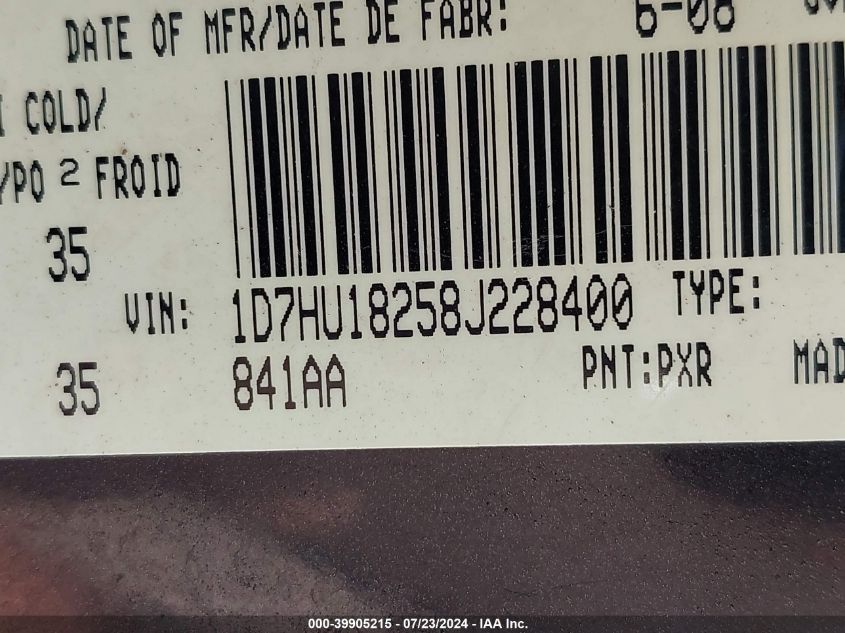 DATE OF MFR/DATE DE FABR: 6-08
COLD/
/PO 2 FROID
35
VIN: 1D7HU18258J228400 TYPE:
35 841AA PNT:PXR MAD
000-39905215 - 07/23/2024 - IAA Inc.